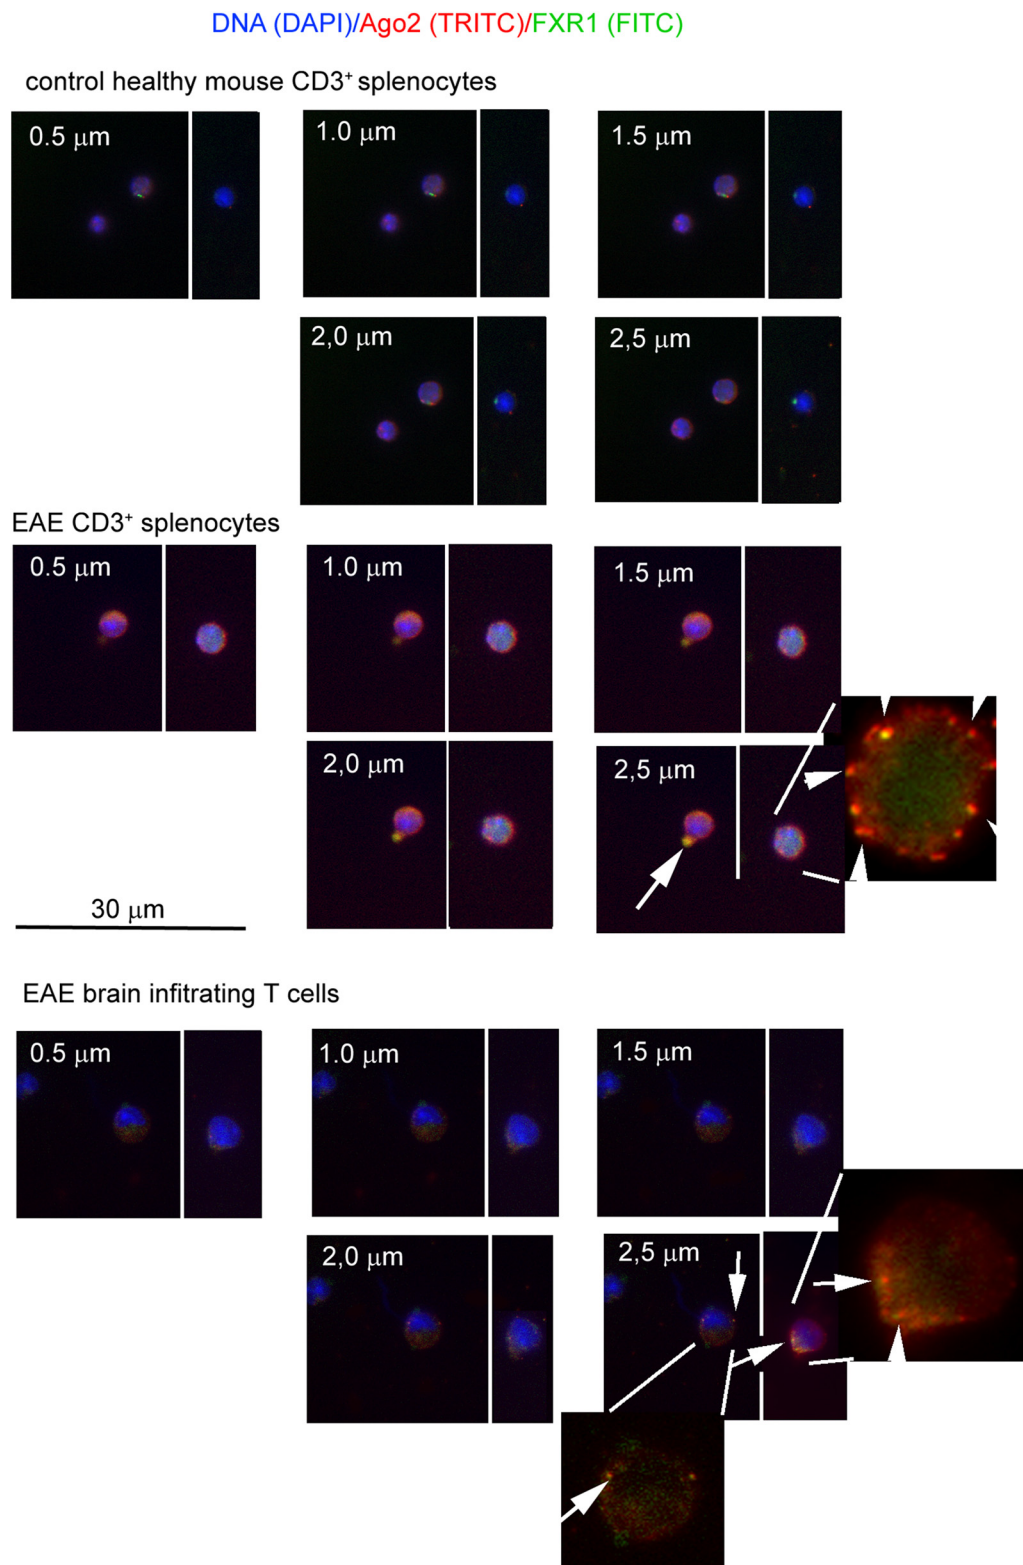 DNA (DAPI)/Ago2 (TRITC)/FXR1 (FITC)
control healthy mouse CD3⁺ splenocytes
0.5 µm
1.0 µm
1.5 µm
2,0 µm
2,5 µm
EAE CD3⁺ splenocytes
0.5 µm
1.0 µm
1.5 µm
2,0 µm
2,5 µm
30 µm
EAE brain infitrating T cells
0.5 µm
1.0 µm
1.5 µm
2,0 µm
2,5 µm